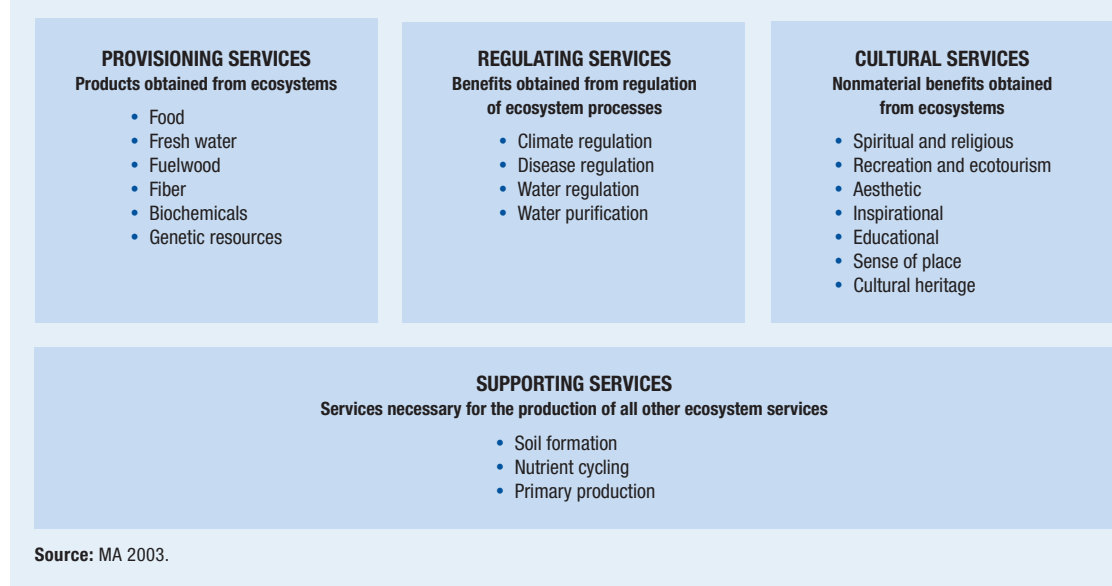 PROVISIONING SERVICES
Products obtained from ecosystems
• Food
• Fresh water
• Fuelwood
• Fiber
• Biochemicals
• Genetic resources
REGULATING SERVICES
Benefits obtained from regulation
of ecosystem processes
• Climate regulation
• Disease regulation
• Water regulation
• Water purification
CULTURAL SERVICES
Nonmaterial benefits obtained
from ecosystems
• Spiritual and religious
• Recreation and ecotourism
• Aesthetic
• Inspirational
• Educational
• Sense of place
• Cultural heritage
SUPPORTING SERVICES
Services necessary for the production of all other ecosystem services
• Soil formation
• Nutrient cycling
• Primary production
Source: MA 2003.